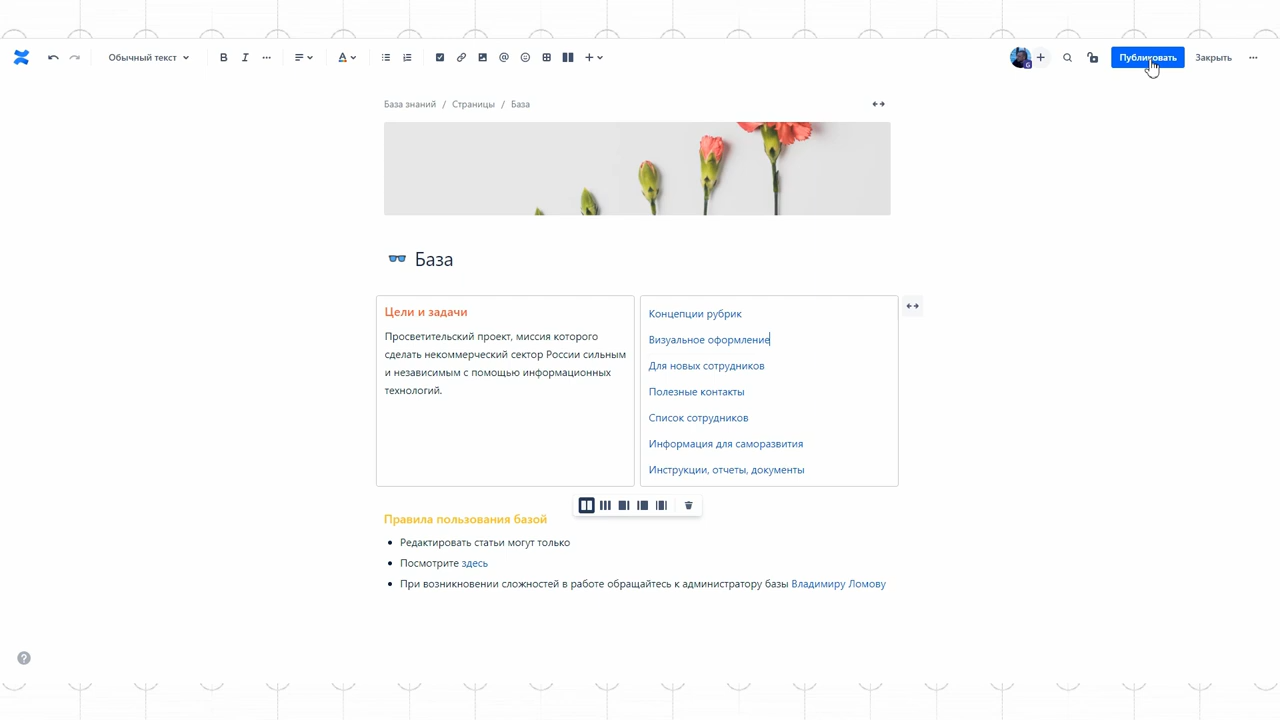 Обычный текст
B
I
A
G
Публиковать
Закрыть
База знаний / Страницы / База
База
Цели и задачи
Просветительский проект, миссия которого
сделать некоммерческий сектор России сильным
и независимым с помощью информационных
технологий.
Концепции рубрик
Визуальное оформление
Для новых сотрудников
Полезные контакты
Список сотрудников
Информация для саморазвития
Инструкции, отчеты, документы
Правила пользования базой
• Редактировать статьи могут только
• Посмотрите здесь
• При возникновении сложностей в работе обращайтесь к администратору базы Владимиру Ломову